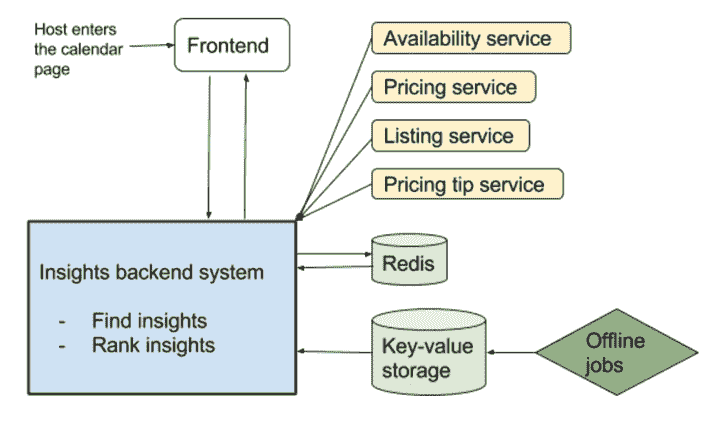 Host enters
the calendar
page
Frontend
Availability service
Pricing service
Listing service
Pricing tip service
Insights backend system
- Find insights
- Rank insights
Redis
Key-value
storage
Offline
jobs